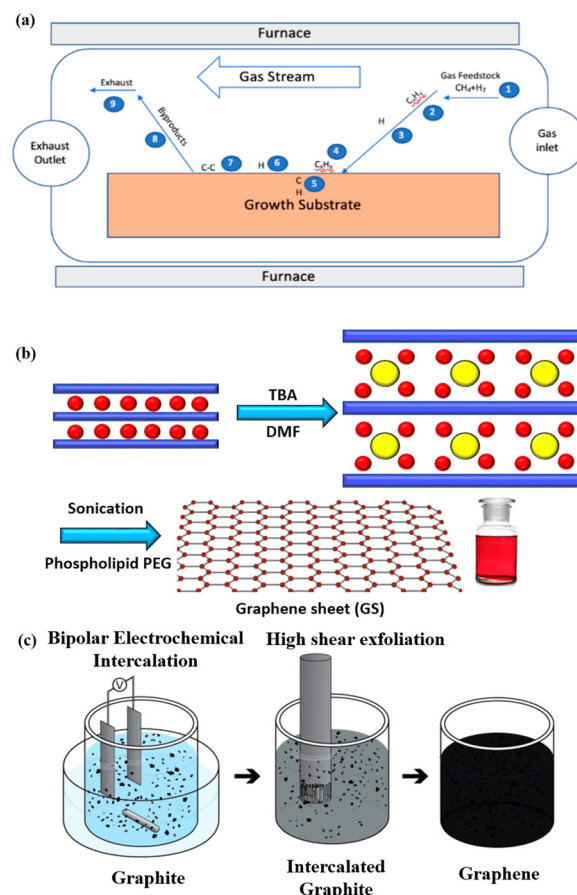 (a)
Furnace
Gas Stream
Exhaust
9
Byproducts
8
C-C
7
H
6
CₓHᵧ
4
C
H
5
H
3
2
Gas Feedstock
CH₄+H₂
1
Exhaust
Outlet
Gas
inlet
Growth Substrate
Furnace
(b)
TBA
DMF
Sonication
Phospholipid PEG
Graphene sheet (GS)
(c)
Bipolar Electrochemical
Intercalation
High shear exfoliation
V
Graphite
Intercalated
Graphite
Graphene